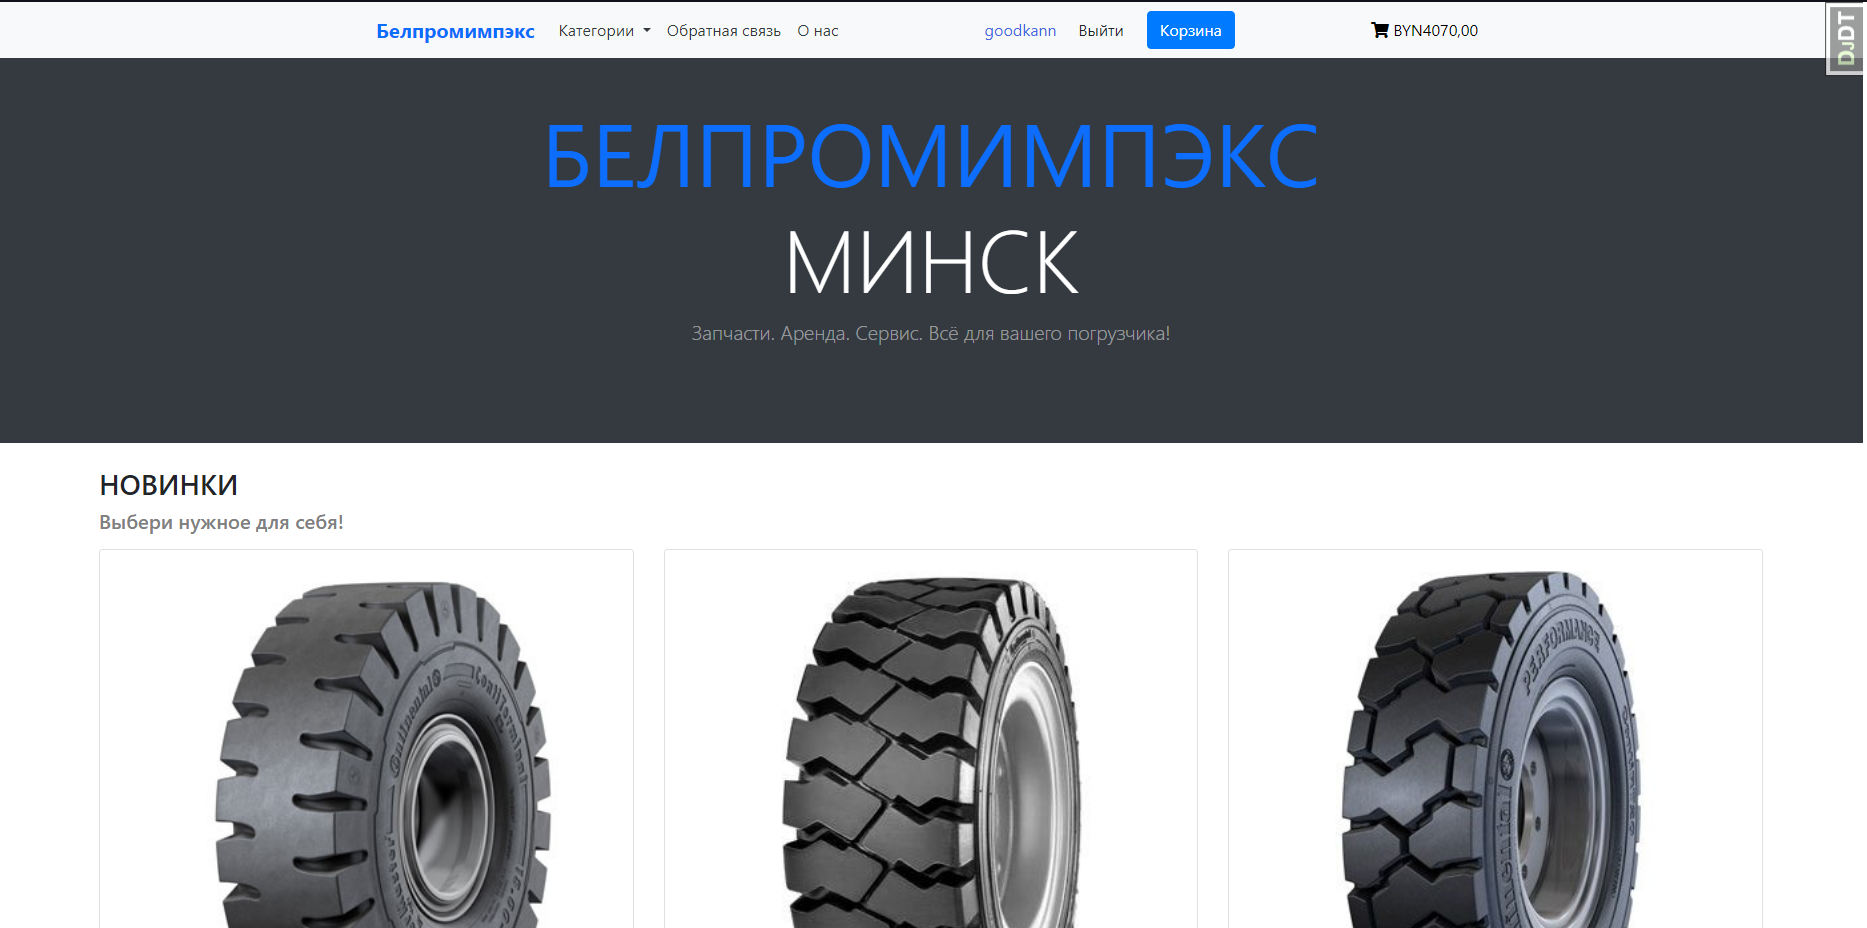 Белпромимпэкс Категории Обратная связь О нас goodkann Выйти Корзина BYN4070,00
DjDT
БЕЛПРОМИМПЭКС
МИНСК
Запчасти. Аренда. Сервис. Всё для вашего погрузчика!
НОВИНКИ
Выбери нужное для себя!
PERFORMANCE